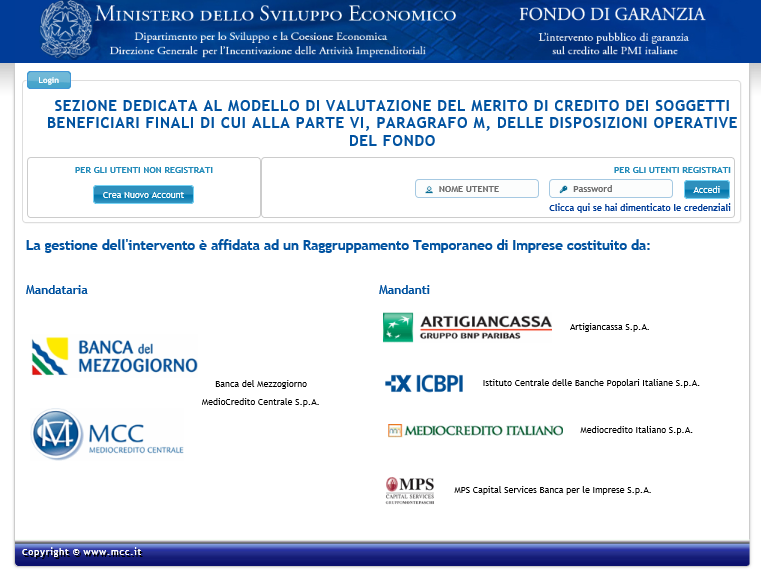 MINISTERO DELLO SVILUPPO ECONOMICO
Dipartimento per lo Sviluppo e la Coesione Economica
Direzione Generale per l'Incentivazione delle Attività Imprenditoriali
FONDO DI GARANZIA
L'intervento pubblico di garanzia
sul credito alle PMI italiane
Login
SEZIONE DEDICATA AL MODELLO DI VALUTAZIONE DEL MERITO DI CREDITO DEI SOGGETTI
BENEFICIARI FINALI DI CUI ALLA PARTE VI, PARAGRAFO M, DELLE DISPOSIZIONI OPERATIVE
DEL FONDO
PER GLI UTENTI NON REGISTRATI
Crea Nuovo Account
PER GLI UTENTI REGISTRATI
NOME UTENTE
Password
Accedi
Clicca qui se hai dimenticato le credenziali
La gestione dell'intervento è affidata ad un Raggruppamento Temporaneo di Imprese costituito da:
Mandataria
BANCA del
MEZZOGIORNO
MCC
MEDIOCREDITO CENTRALE
Banca del Mezzogiorno
MedioCredito Centrale S.p.A.
Mandanti
ARTIGIANCASSA
GRUPPO BNP PARIBAS
Artigiancassa S.p.A.
ICBPI
Istituto Centrale delle Banche Popolari Italiane S.p.A.
MEDIOCREDITO ITALIANO
Mediocredito Italiano S.p.A.
MPS
CAPITAL SERVICES
GRUPPOMONTEPASCHI
MPS Capital Services Banca per le Imprese S.p.A.
Copyright © www.mcc.it